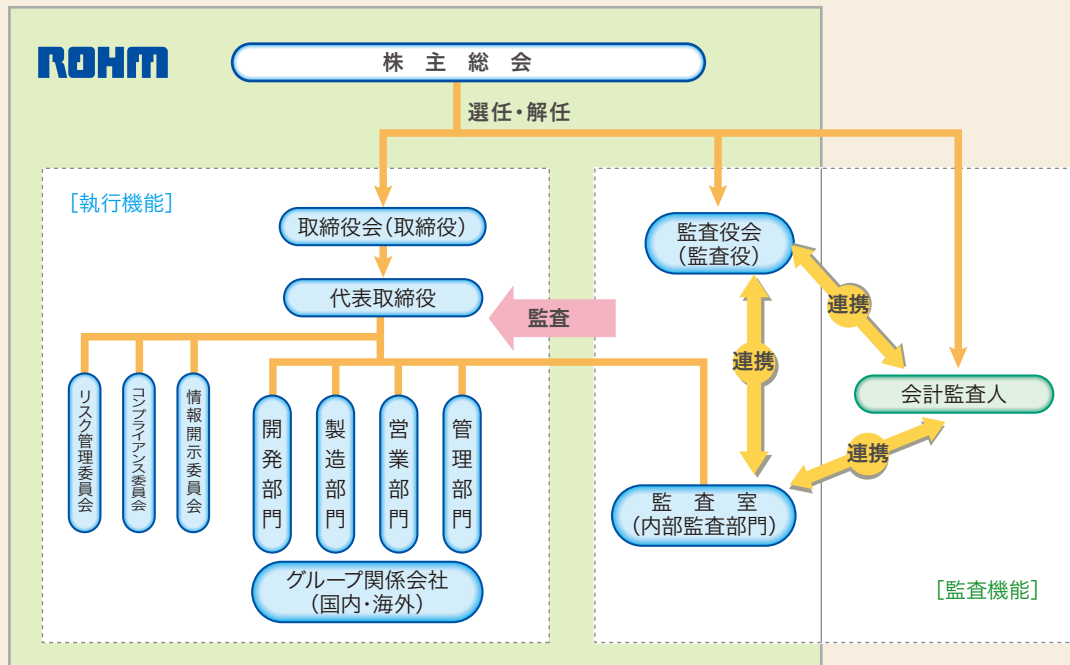 ROHM
株主総会
選任・解任
[執行機能]
取締役会(取締役)
代表取締役
監査
リスク管理委員会
コンプライアンス委員会
情報開示委員会
開発部門
製造部門
営業部門
管理部門
グループ関係会社
(国内・海外)
監査役会
(監査役)
連携
連携
会計監査人
連携
監査室
(内部監査部門)
[監査機能]